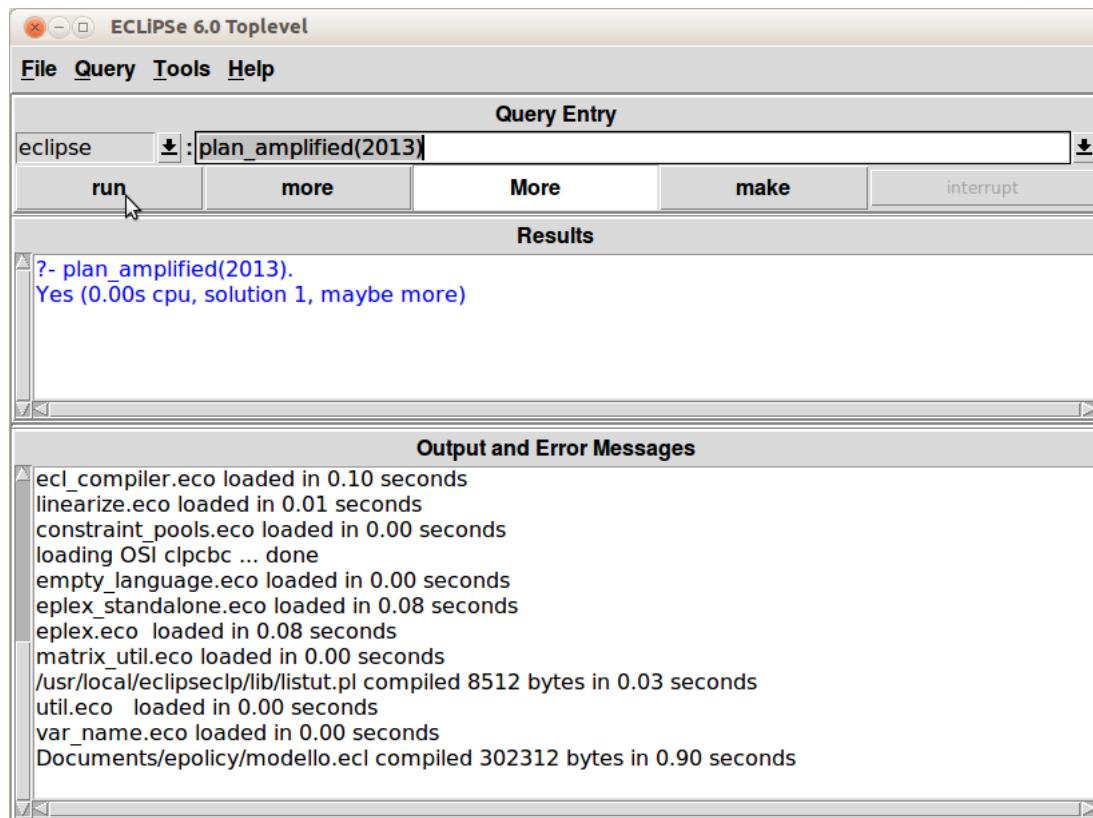 ECLiPSe 6.0 Toplevel
File Query Tools Help
Query Entry
eclipse : plan_amplified(2013)
run more More make interrupt
Results
?- plan_amplified(2013).
Yes (0.00s cpu, solution 1, maybe more)
Output and Error Messages
ecl_compiler.eco loaded in 0.10 seconds
linearize.eco loaded in 0.01 seconds
constraint_pools.eco loaded in 0.00 seconds
loading OSI clpcbc ... done
empty_language.eco loaded in 0.00 seconds
eplex_standalone.eco loaded in 0.08 seconds
eplex.eco  loaded in 0.08 seconds
matrix_util.eco loaded in 0.00 seconds
/usr/local/eclipseclp/lib/listut.pl compiled 8512 bytes in 0.03 seconds
util.eco   loaded in 0.00 seconds
var_name.eco loaded in 0.00 seconds
Documents/epolicy/modello.ecl compiled 302312 bytes in 0.90 seconds